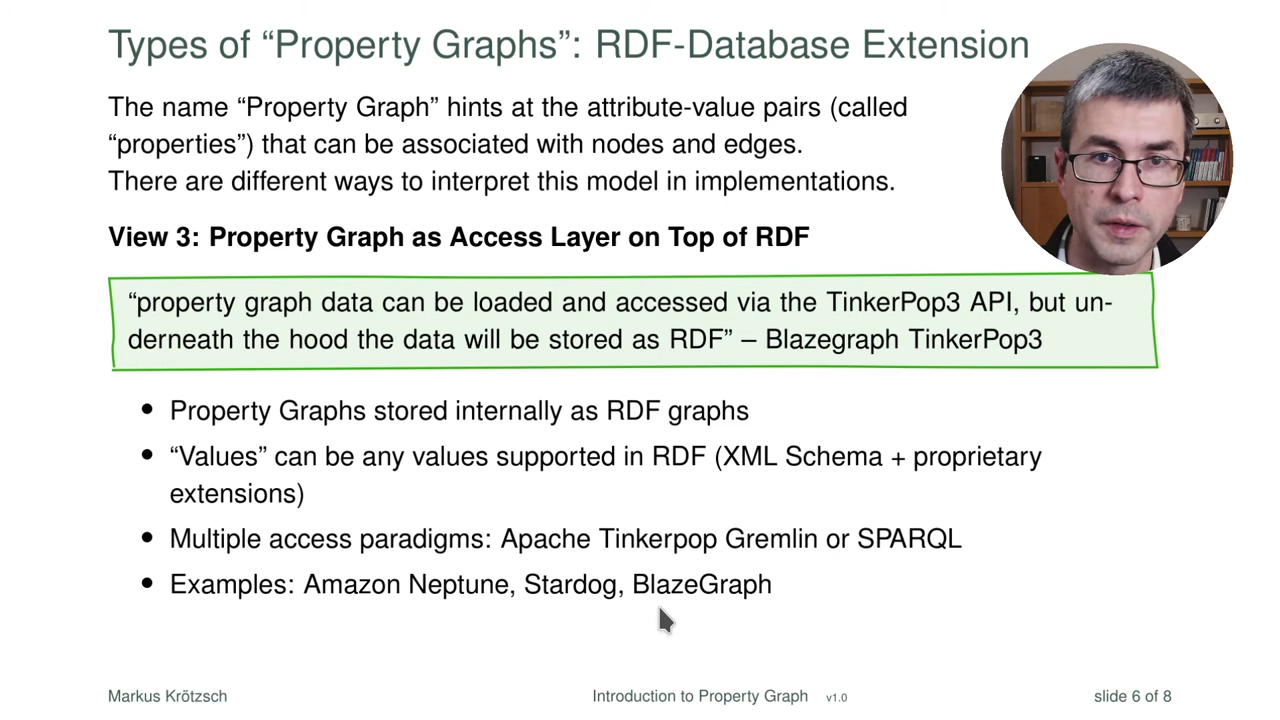 Types of “Property Graphs”: RDF-Database Extension
The name “Property Graph” hints at the attribute-value pairs (called
“properties”) that can be associated with nodes and edges.
There are different ways to interpret this model in implementations.
View 3: Property Graph as Access Layer on Top of RDF
“property graph data can be loaded and accessed via the TinkerPop3 API, but un-
derneath the hood the data will be stored as RDF” – Blazegraph TinkerPop3
• Property Graphs stored internally as RDF graphs
• “Values” can be any values supported in RDF (XML Schema + proprietary
extensions)
• Multiple access paradigms: Apache Tinkerpop Gremlin or SPARQL
• Examples: Amazon Neptune, Stardog, BlazeGraph
Markus Krötzsch Introduction to Property Graph v1.0 slide 6 of 8